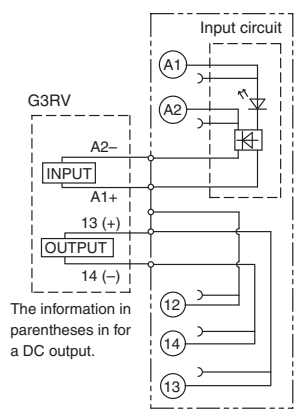 Input circuit
A1
G3RV
A2
A2–
INPUT
A1+
13 (+)
OUTPUT
14 (–)
The information in
parentheses in for
a DC output.
12
14
13